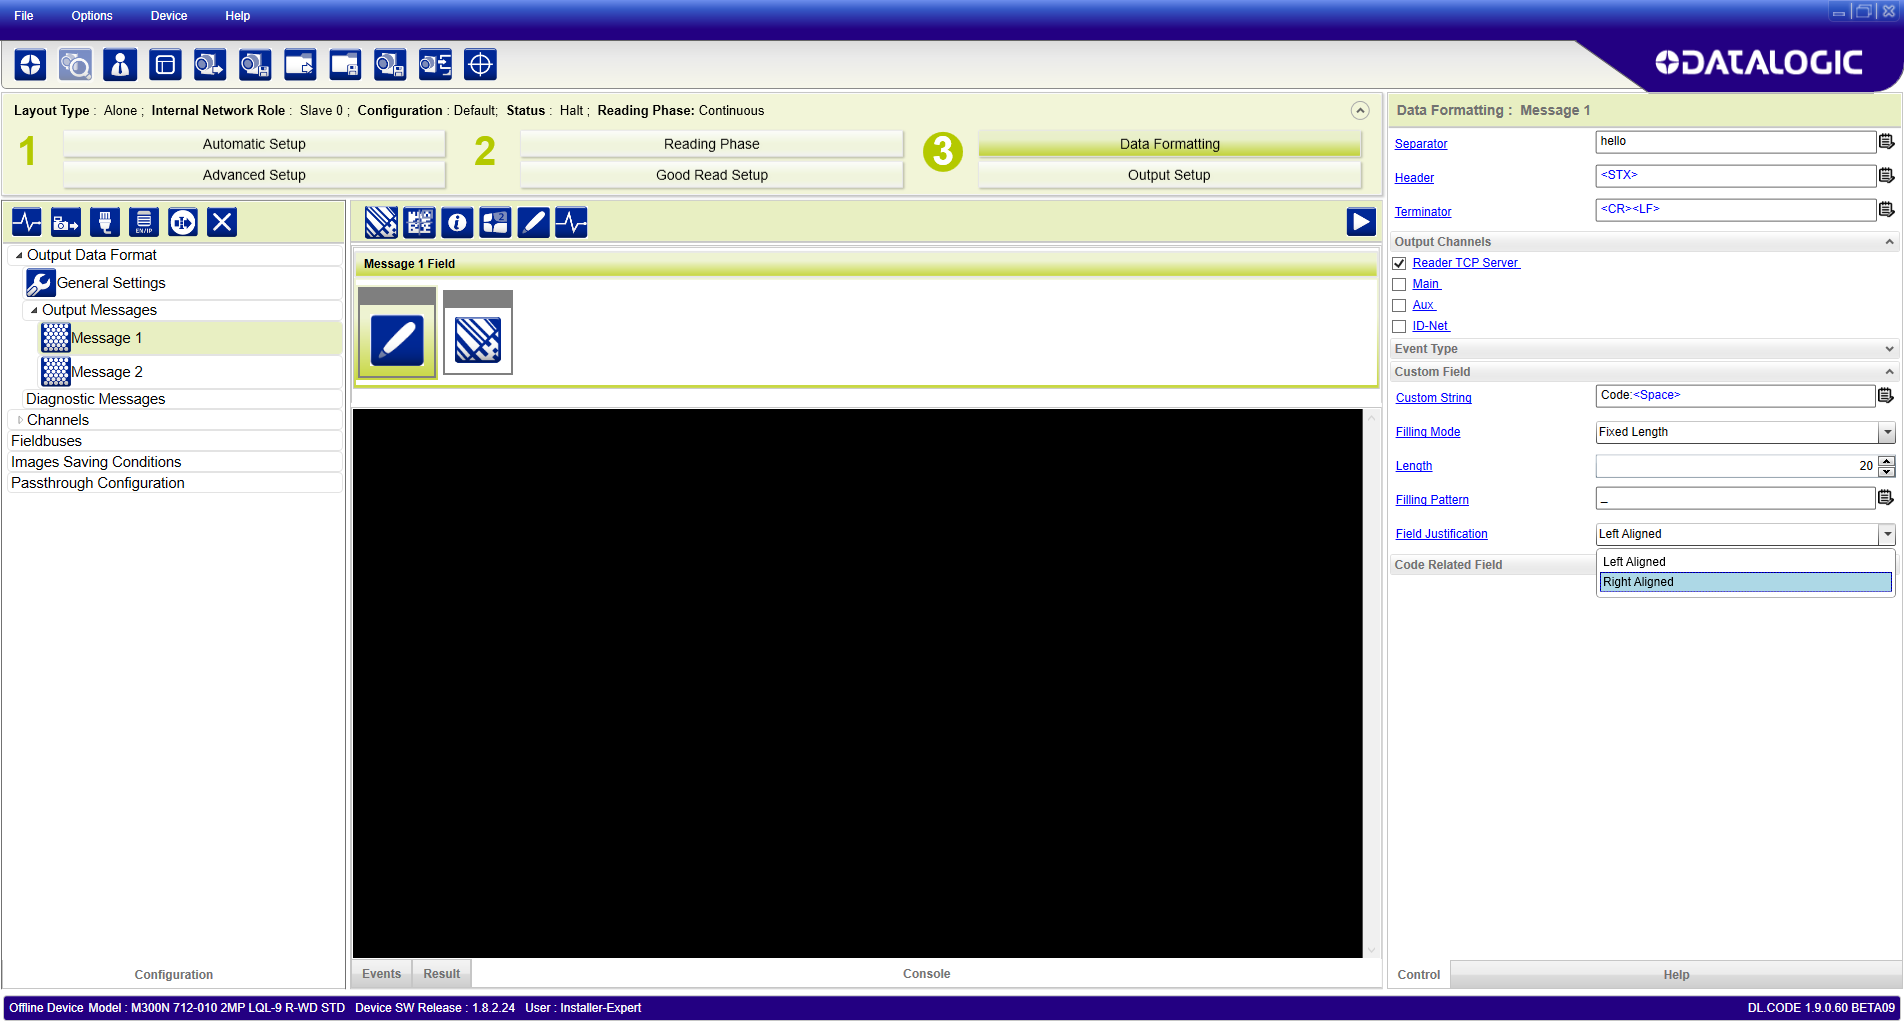 File Options Device Help
DATALOGIC
Layout Type : Alone ; Internal Network Role : Slave 0 ; Configuration : Default; Status : Halt ; Reading Phase: Continuous
1 Automatic Setup 2 Reading Phase 3 Data Formatting
Advanced Setup Good Read Setup Output Setup
EN/IP
Output Data Format
General Settings
Output Messages
Message 1
Message 2
Diagnostic Messages
Channels
Fieldbuses
Images Saving Conditions
Passthrough Configuration
Configuration
Message 1 Field
Events Result Console
Data Formatting : Message 1
Separator hello
Header <STX>
Terminator <CR><LF>
Output Channels
Reader TCP Server
Main
Aux
ID-Net
Event Type
Custom Field
Custom String Code:<Space>
Filling Mode Fixed Length
Length 20
Filling Pattern _
Field Justification Left Aligned
Left Aligned
Code Related Field
Right Aligned
Control Help
Offline Device Model : M300N 712-010 2MP LQL-9 R-WD STD Device SW Release : 1.8.2.24 User : Installer-Expert
DL.CODE 1.9.0.60 BETA09